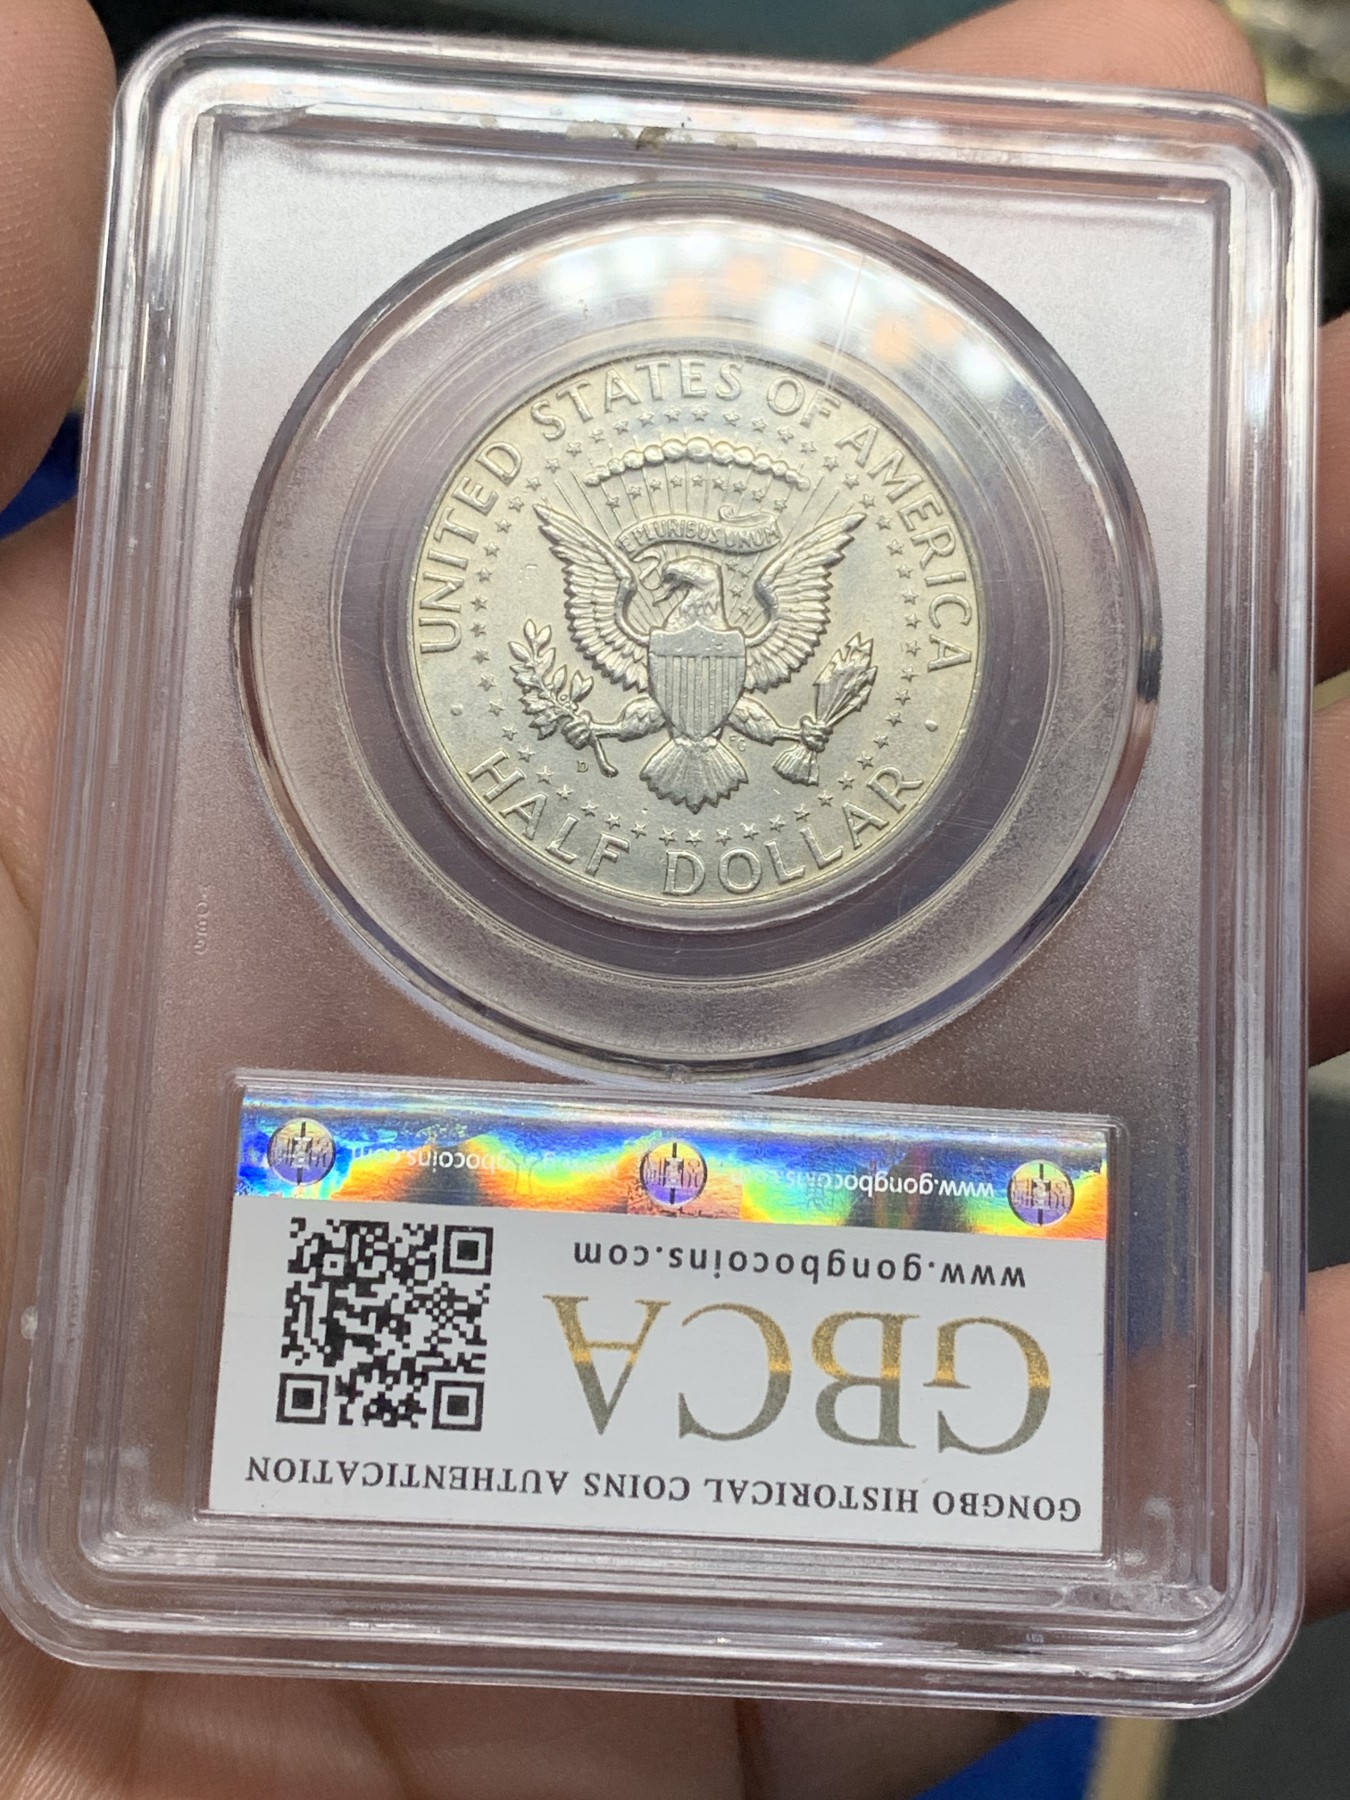 UNITED STATES OF AMERICA
E PLURIBUS UNUM
D
FG
HALF DOLLAR
GONGBO HISTORICAL COINS AUTHENTICATION
GBCA
www.gongbocoins.com
www.gongbocoins.com